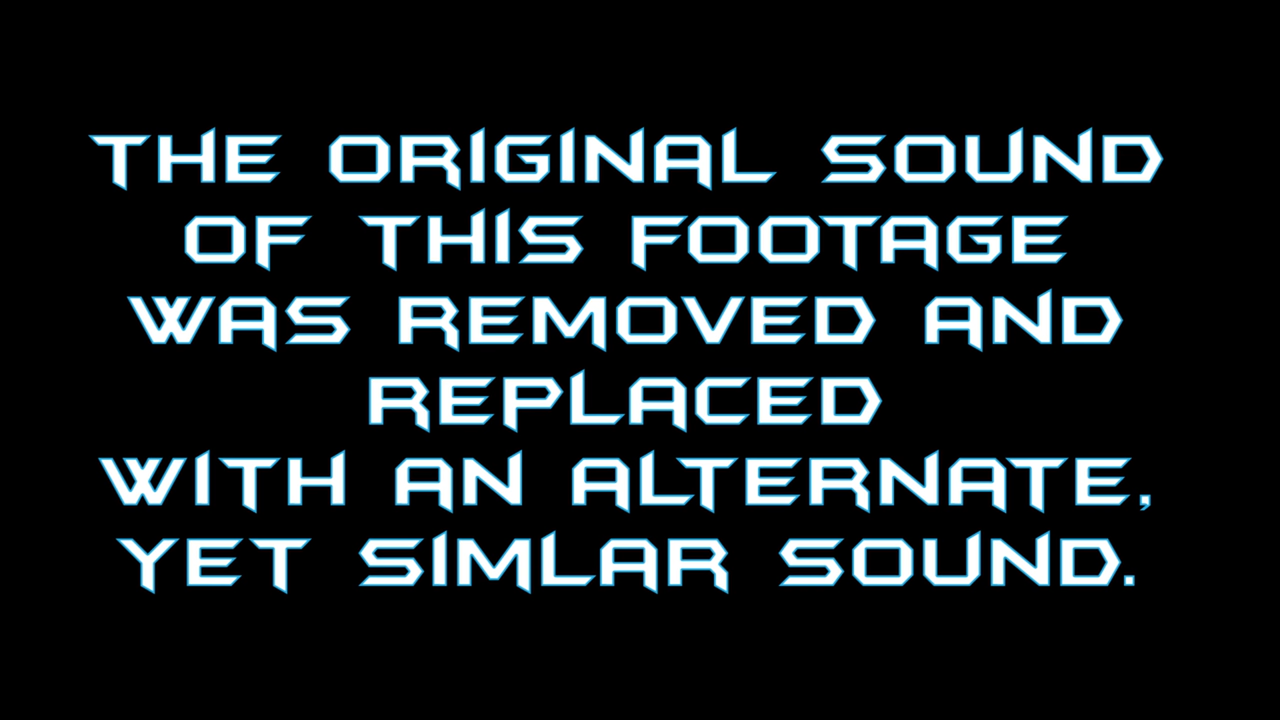 THE ORIGINAL SOUND
OF THIS FOOTAGE
WAS REMOVED AND
REPLACED
WITH AN ALTERNATE,
YET SIMLAR SOUND.